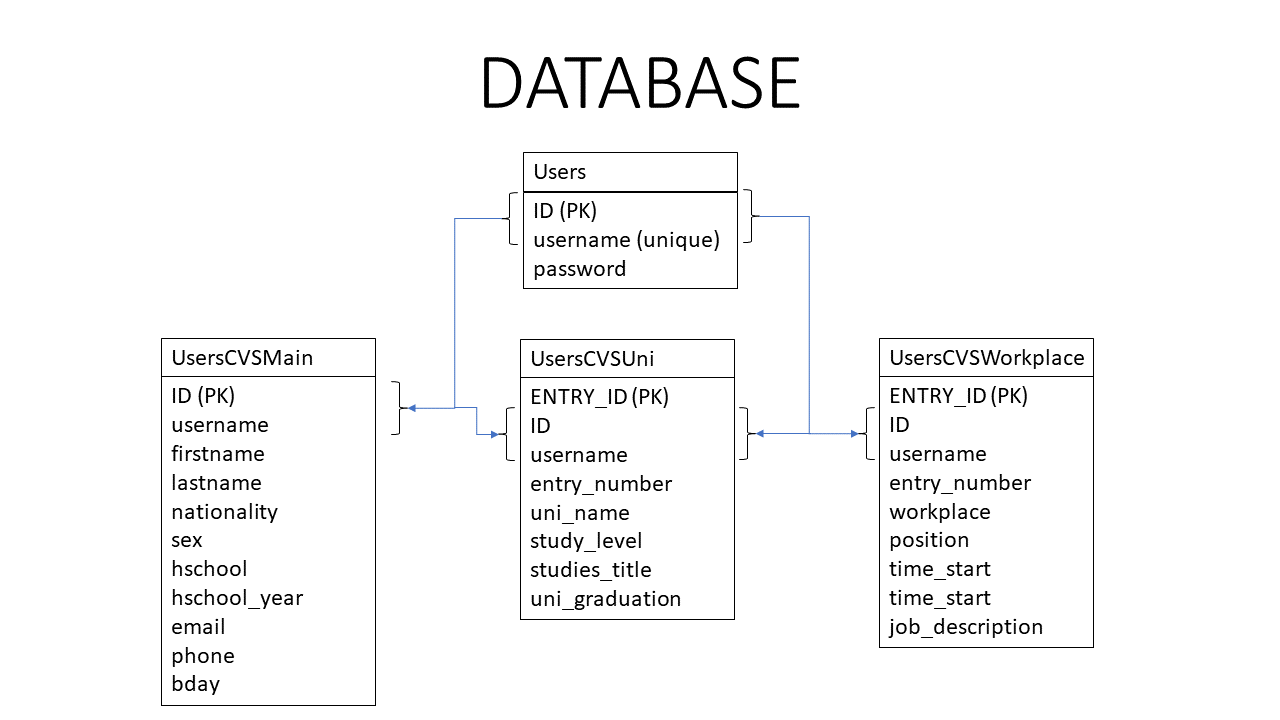 DATABASE
Users
ID (PK)
username (unique)
password
UsersCVSMain
ID (PK)
username
firstname
lastname
nationality
sex
hschool
hschool_year
email
phone
bday
UsersCVSUni
ENTRY_ID (PK)
ID
username
entry_number
uni_name
study_level
studies_title
uni_graduation
UsersCVSWorkplace
ENTRY_ID (PK)
ID
username
entry_number
workplace
position
time_start
time_start
job_description